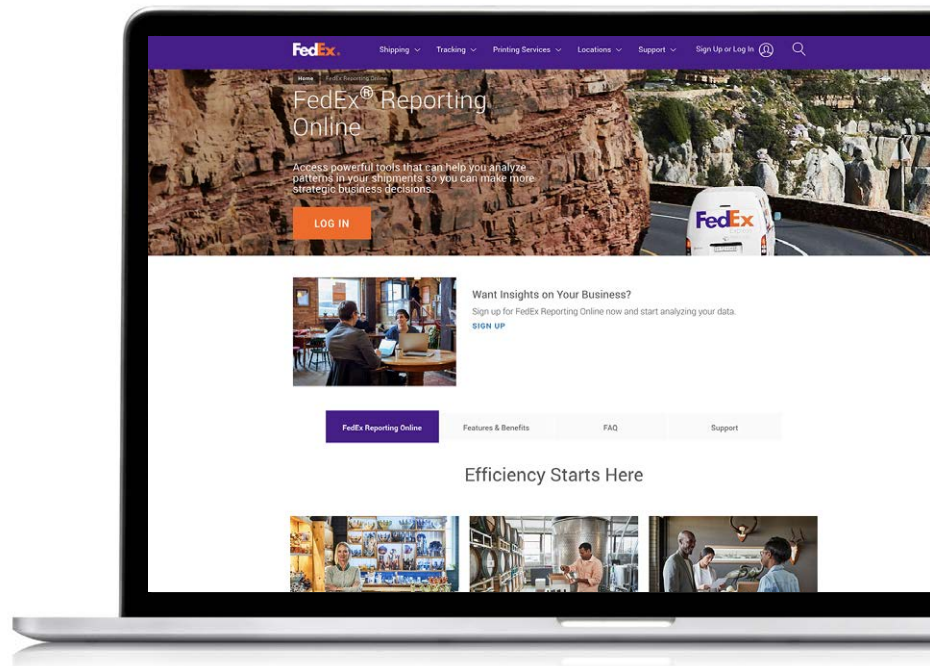 FedEx. Shipping Tracking Printing Services Locations Support Sign Up or Log In
Home FedEx Reporting Online
FedEx® Reporting
Online
Access powerful tools that can help you analyze
patterns in your shipments so you can make more
strategic business decisions.
LOG IN
FedEx
Want Insights on Your Business?
Sign up for FedEx Reporting Online now and start analyzing your data.
SIGN UP
FedEx Reporting Online Features & Benefits FAQ Support
Efficiency Starts Here